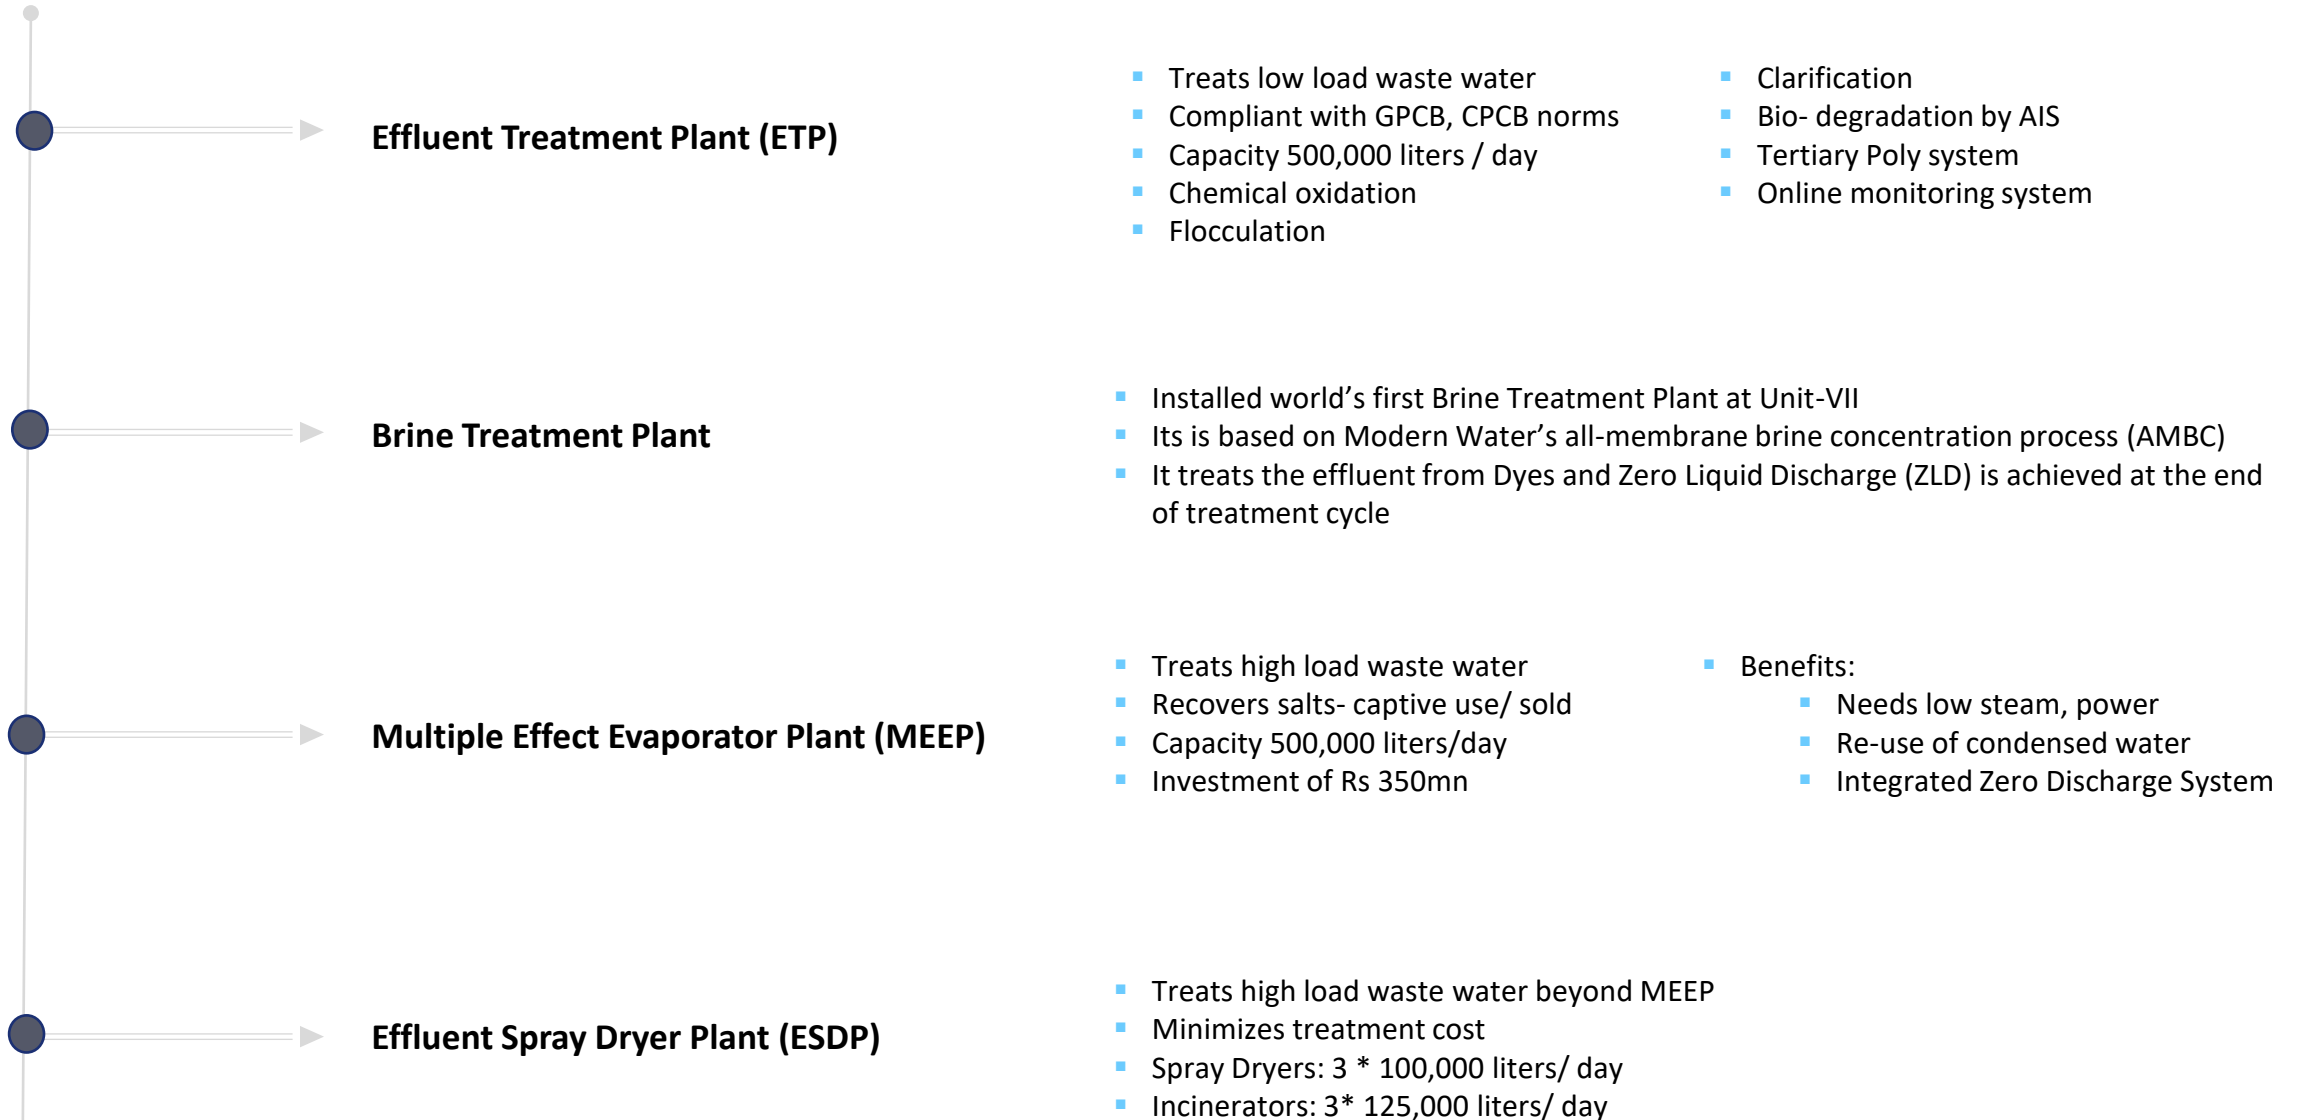 Effluent Treatment Plant (ETP)
Treats low load waste water
Compliant with GPCB, CPCB norms
Capacity 500,000 liters / day
Chemical oxidation
Flocculation
Clarification
Bio- degradation by AIS
Tertiary Poly system
Online monitoring system
Brine Treatment Plant
Installed world’s first Brine Treatment Plant at Unit-VII
Its is based on Modern Water’s all-membrane brine concentration process (AMBC)
It treats the effluent from Dyes and Zero Liquid Discharge (ZLD) is achieved at the end
of treatment cycle
Multiple Effect Evaporator Plant (MEEP)
Treats high load waste water
Recovers salts- captive use/ sold
Capacity 500,000 liters/day
Investment of Rs 350mn
Benefits:
Needs low steam, power
Re-use of condensed water
Integrated Zero Discharge System
Effluent Spray Dryer Plant (ESDP)
Treats high load waste water beyond MEEP
Minimizes treatment cost
Spray Dryers: 3 * 100,000 liters/ day
Incinerators: 3* 125,000 liters/ day